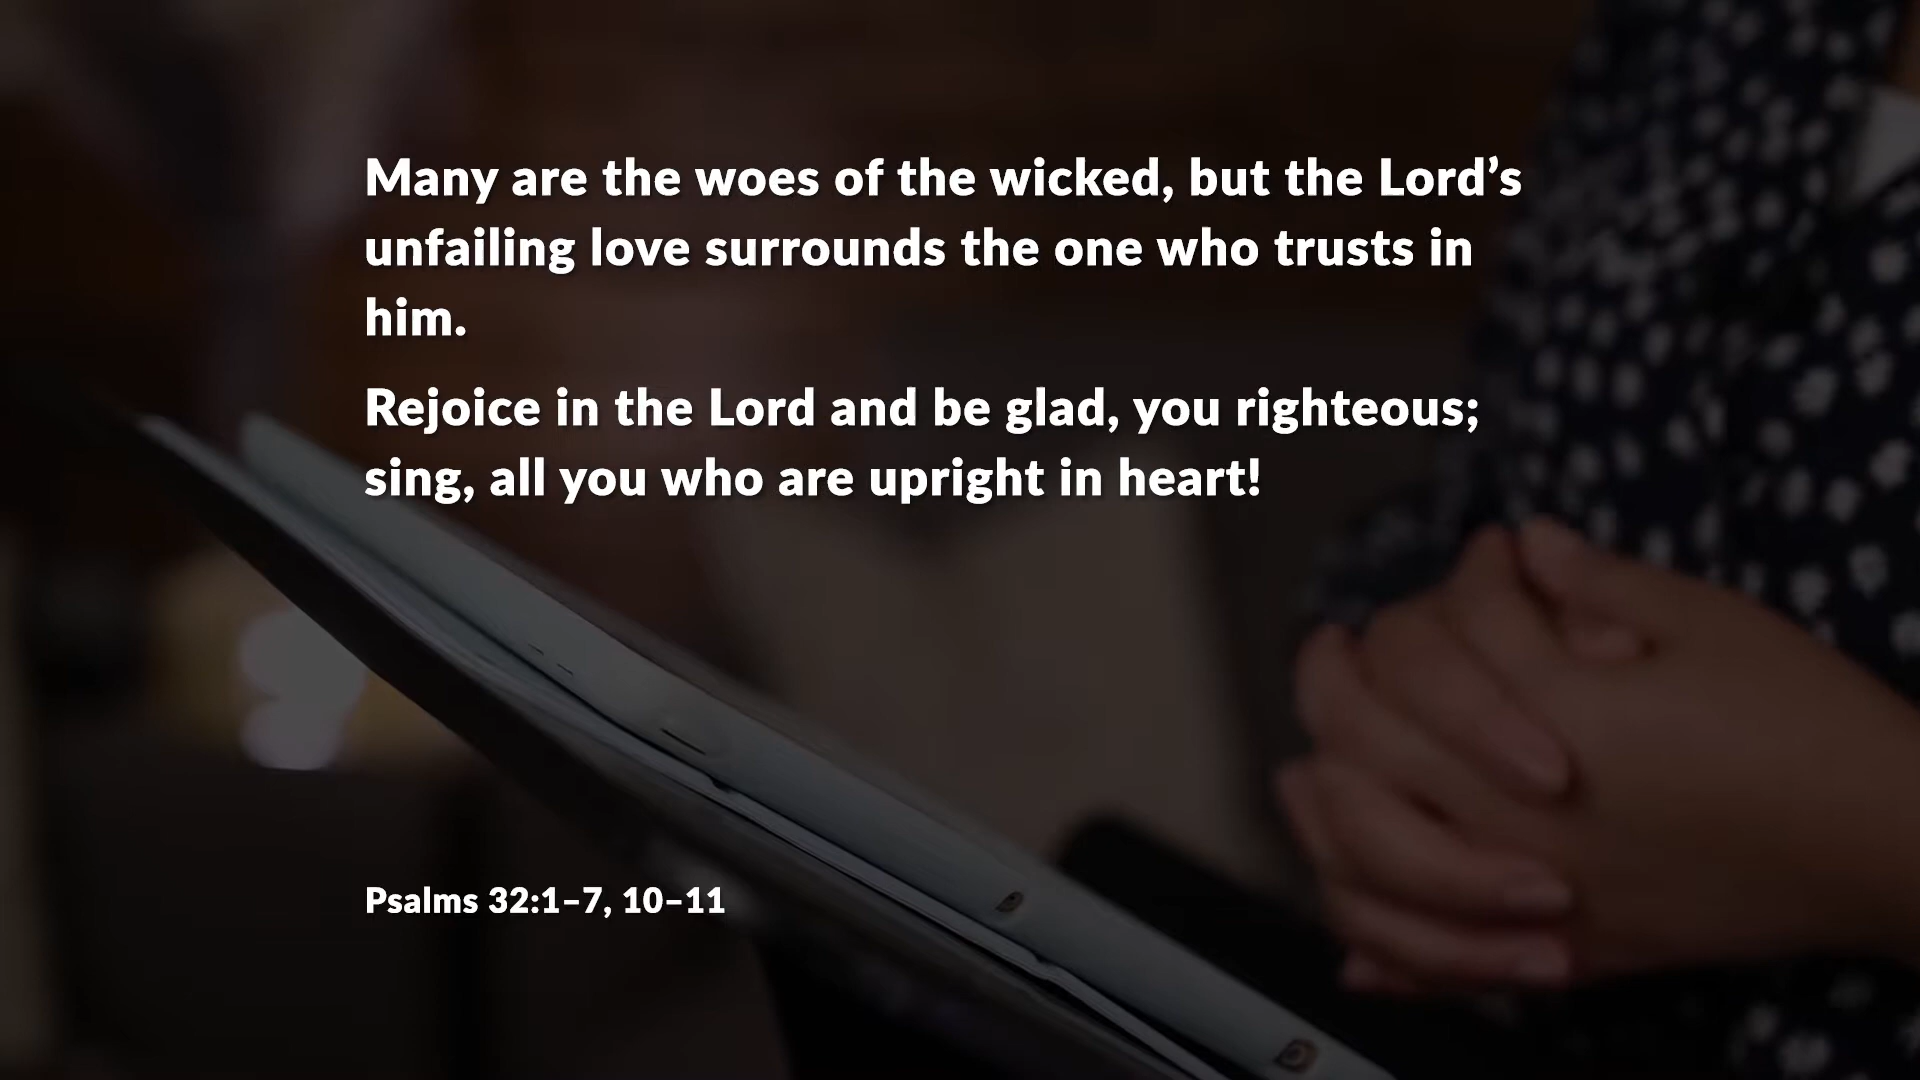 Many are the woes of the wicked, but the Lord’s
unfailing love surrounds the one who trusts in
him.
Rejoice in the Lord and be glad, you righteous;
sing, all you who are upright in heart!
Psalms 32:1–7, 10–11